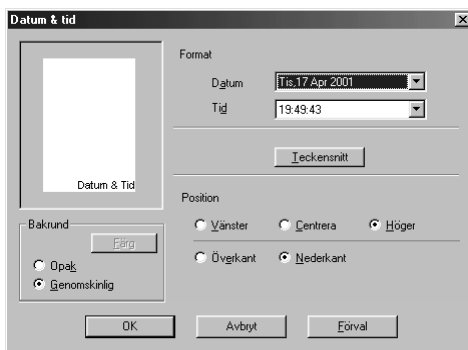 Datum & tid
Format
Datum
Tis,17 Apr 2001
Tid
19:49:43
Teckensnitt
Datum & Tid
Position
Vänster
Centrera
Höger
Överkant
Nederkant
Bakrund
Färg
Opak
Genomskinlig
OK
Avbryt
Förval